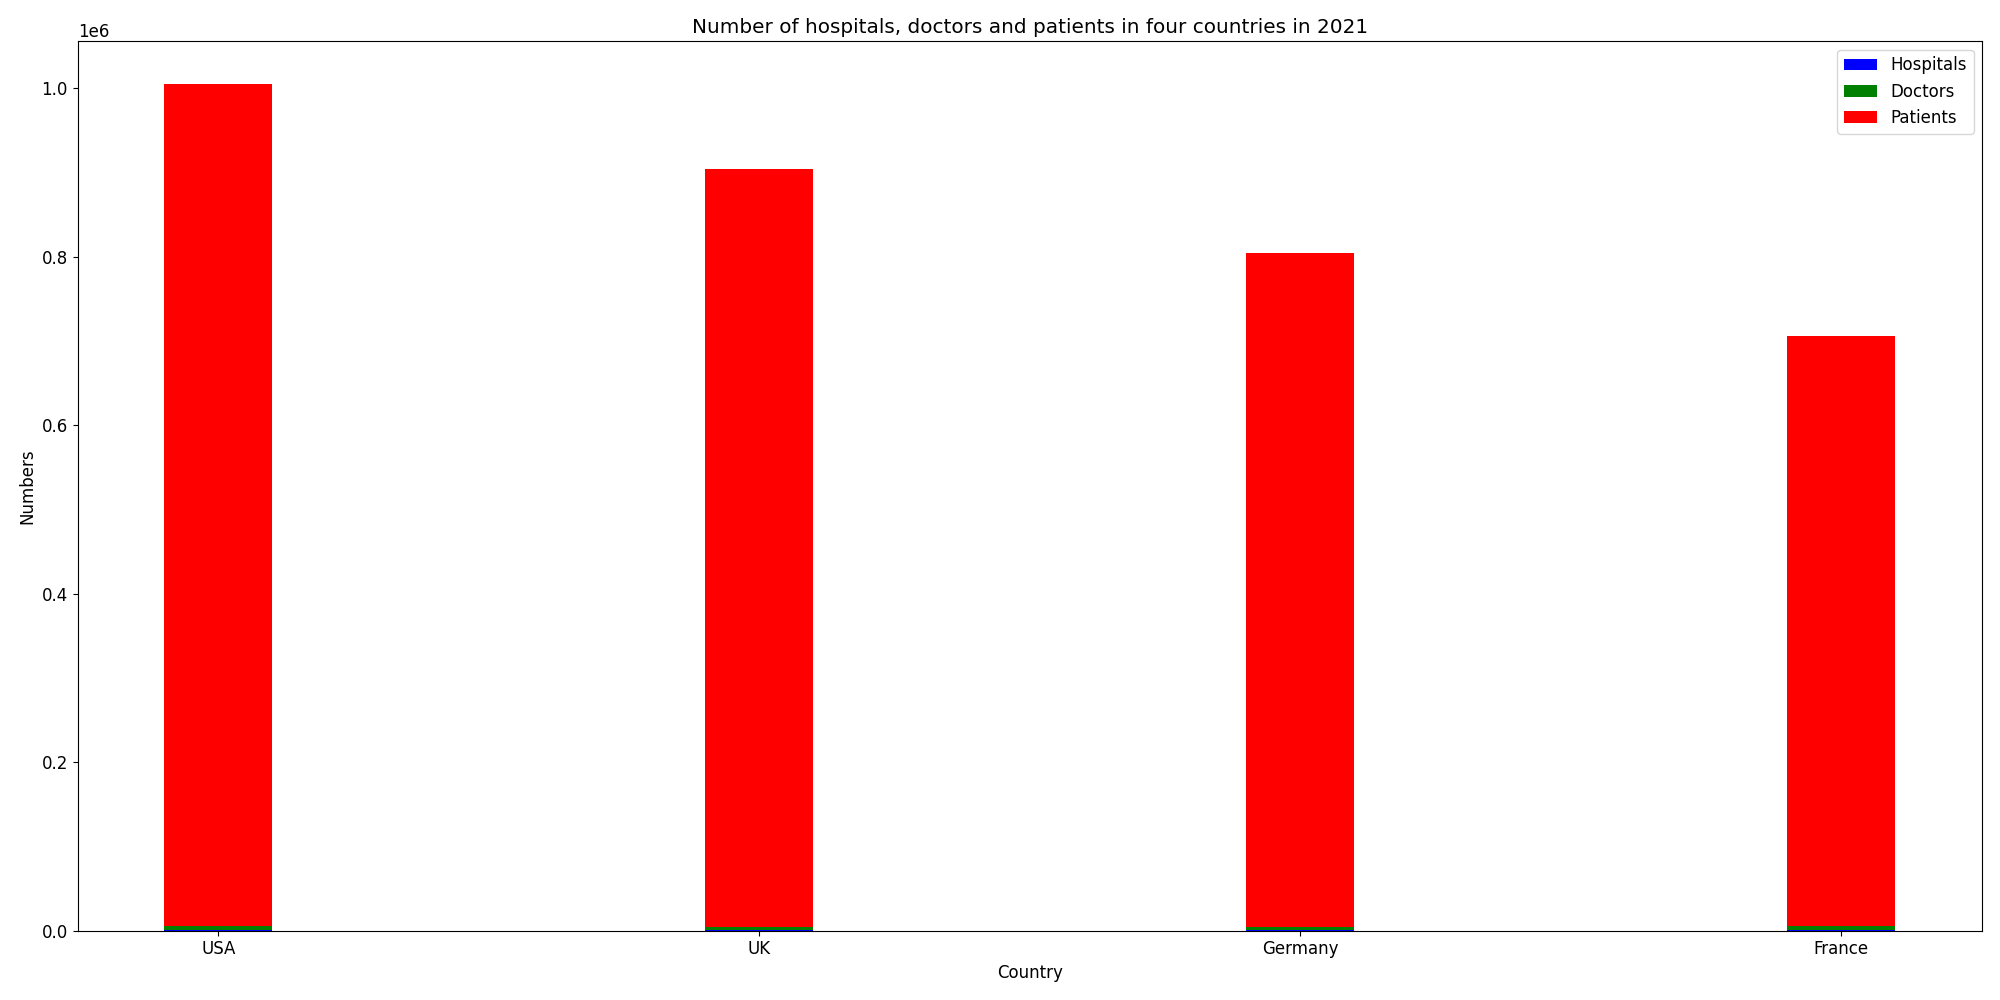 Number of hospitals, doctors and patients in four countries in 2021
1e6
1.0
0.8
0.6
0.4
0.2
0.0
Numbers
Hospitals
Doctors
Patients
USA
UK
Germany
France
Country